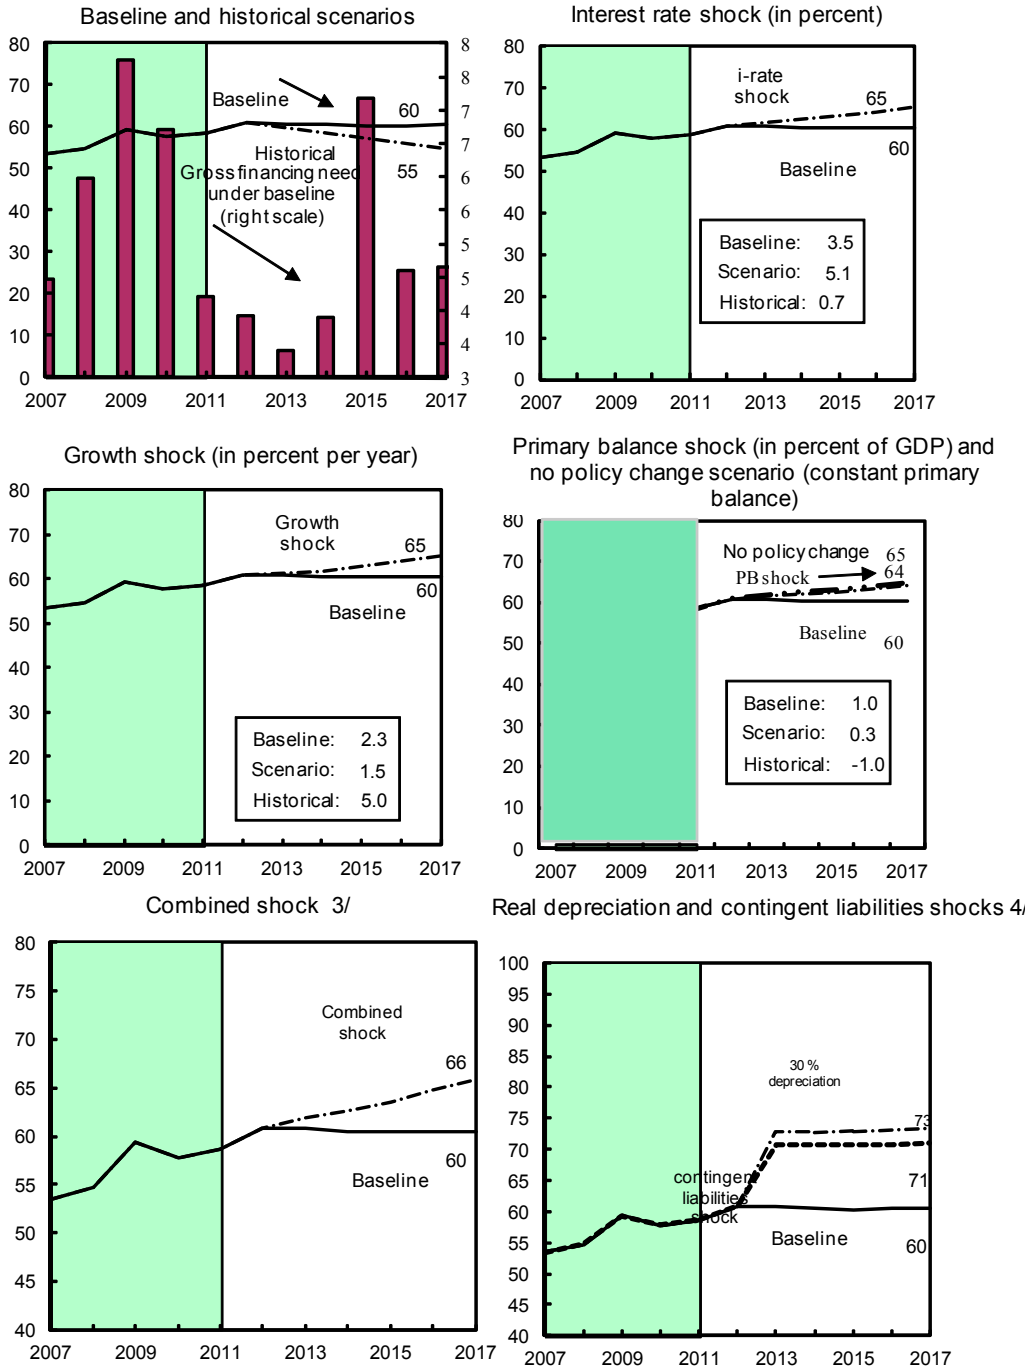 Baseline and historical scenarios
80
70
60
50
40
30
20
10
0
8
8
7
7
6
6
5
5
4
4
3
Baseline
60
Historical
Gross financing need
under baseline
(right scale)
55
2007 2009 2011 2013 2015 2017
Interest rate shock (in percent)
80
70
60
50
40
30
20
10
0
i-rate
shock
65
60
Baseline
Baseline: 3.5
Scenario: 5.1
Historical: 0.7
2007 2009 2011 2013 2015 2017
Growth shock (in percent per year)
80
70
60
50
40
30
20
10
0
Growth
shock
65
60
Baseline
Baseline: 2.3
Scenario: 1.5
Historical: 5.0
2007 2009 2011 2013 2015 2017
Primary balance shock (in percent of GDP) and
no policy change scenario (constant primary
balance)
80
70
60
50
40
30
20
10
0
No policy change 65
PB shock 64
Baseline
60
Baseline: 1.0
Scenario: 0.3
Historical: -1.0
2007 2009 2011 2013 2015 2017
Combined shock 3/
80
75
70
65
60
55
50
45
40
Combined
shock
66
60
Baseline
2007 2009 2011 2013 2015 2017
Real depreciation and contingent liabilities shocks 4/
100
95
90
85
80
75
70
65
60
55
50
45
40
30 %
depreciation
73
contingent
liabilities
shock
71
Baseline
60
2007 2009 2011 2013 2015 2017